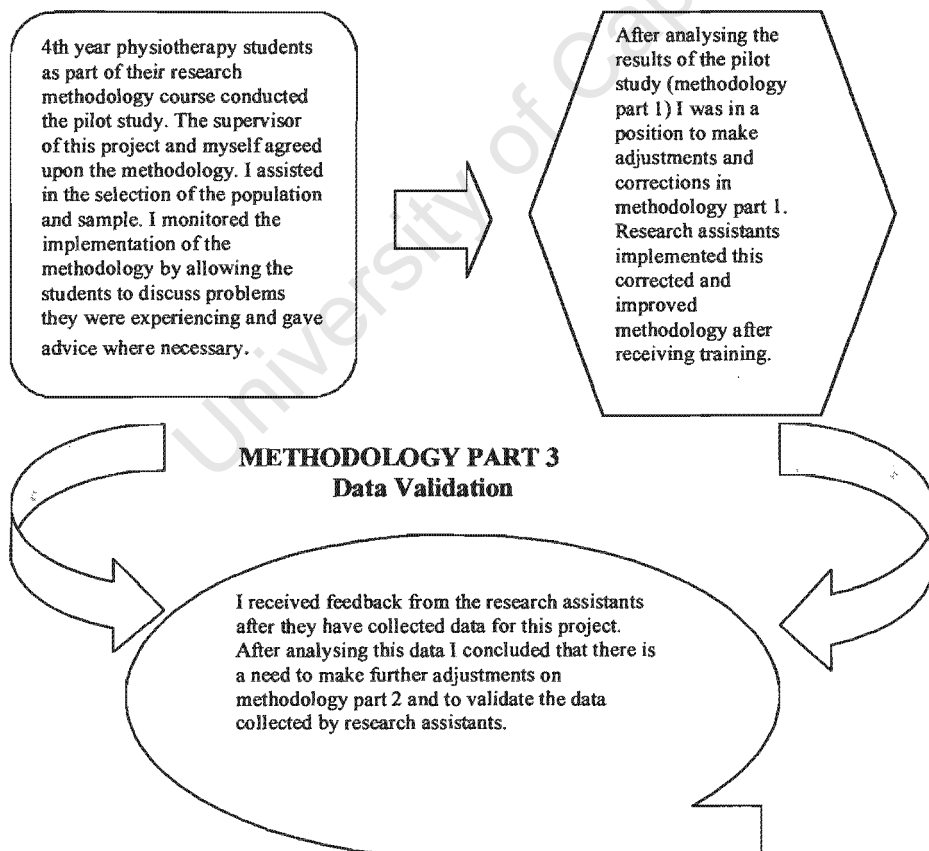 4th year physiotherapy students
as part of their research
methodology course conducted
the pilot study. The supervisor
of this project and myself agreed
upon the methodology. I assisted
in the selection of the population
and sample. I monitored the
implementation of the
methodology by allowing the
students to discuss problems
they were experiencing and gave
advice where necessary.
After analysing the
results of the pilot
study (methodology
part 1) I was in a
position to make
adjustments and
corrections in
methodology part 1.
Research assistants
implemented this
corrected and
improved
methodology after
receiving training.
METHODOLOGY PART 3
Data Validation
I received feedback from the research assistants
after they have collected data for this project.
After analysing this data I concluded that there is
a need to make further adjustments on
methodology part 2 and to validate the data
collected by research assistants.
University of Cap